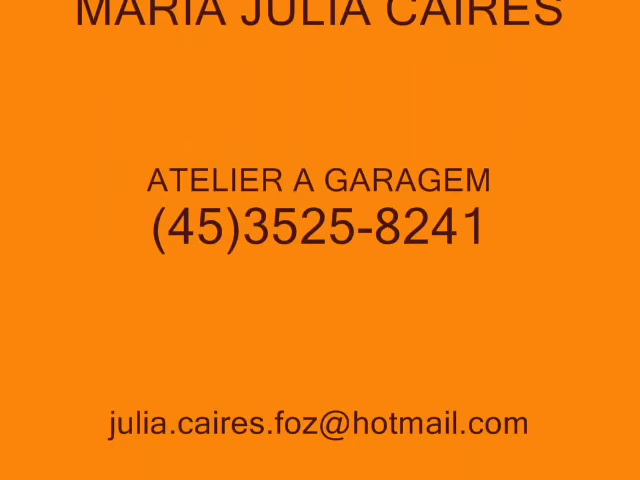 MARIA JULIA CAIRES
ATELIER A GARAGEM
(45)3525-8241
julia.caires.foz@hotmail.com